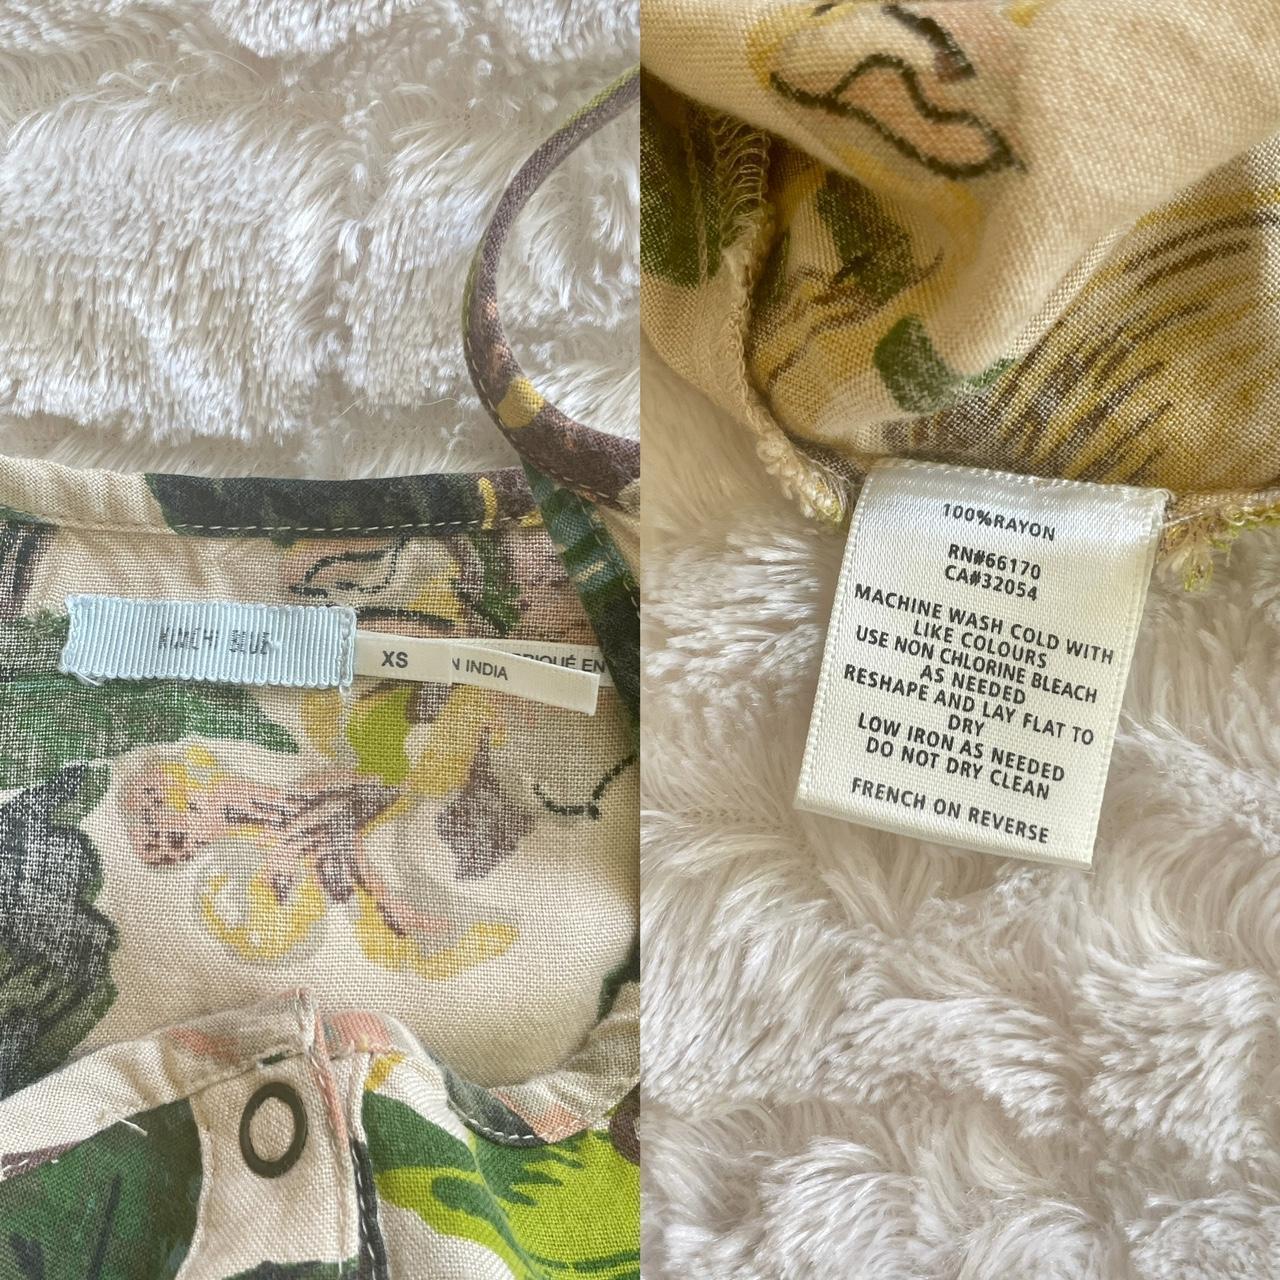 KIMCHI BLUE
XS
N INDIA
RIQUÉ EN
100%RAYON
RN#66170
CA#32054
MACHINE WASH COLD WITH
LIKE COLOURS
USE NON CHLORINE BLEACH
AS NEEDED
RESHAPE AND LAY FLAT TO
DRY
LOW IRON AS NEEDED
DO NOT DRY CLEAN
FRENCH ON REVERSE